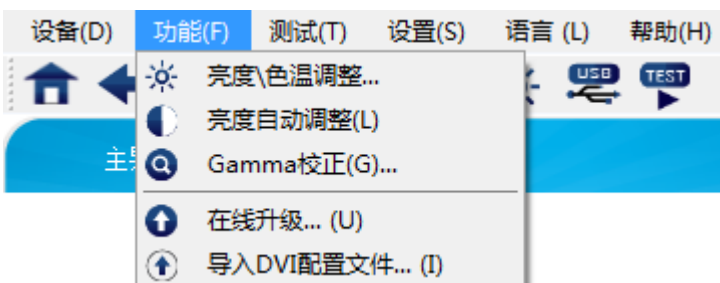 设备(D) 功能(F) 测试(T) 设置(S) 语言 (L) 帮助(H)
USB TEST
亮度\色温调整...
亮度自动调整(L)
主
Gamma校正(G)...
在线升级... (U)
导入DVI配置文件... (I)